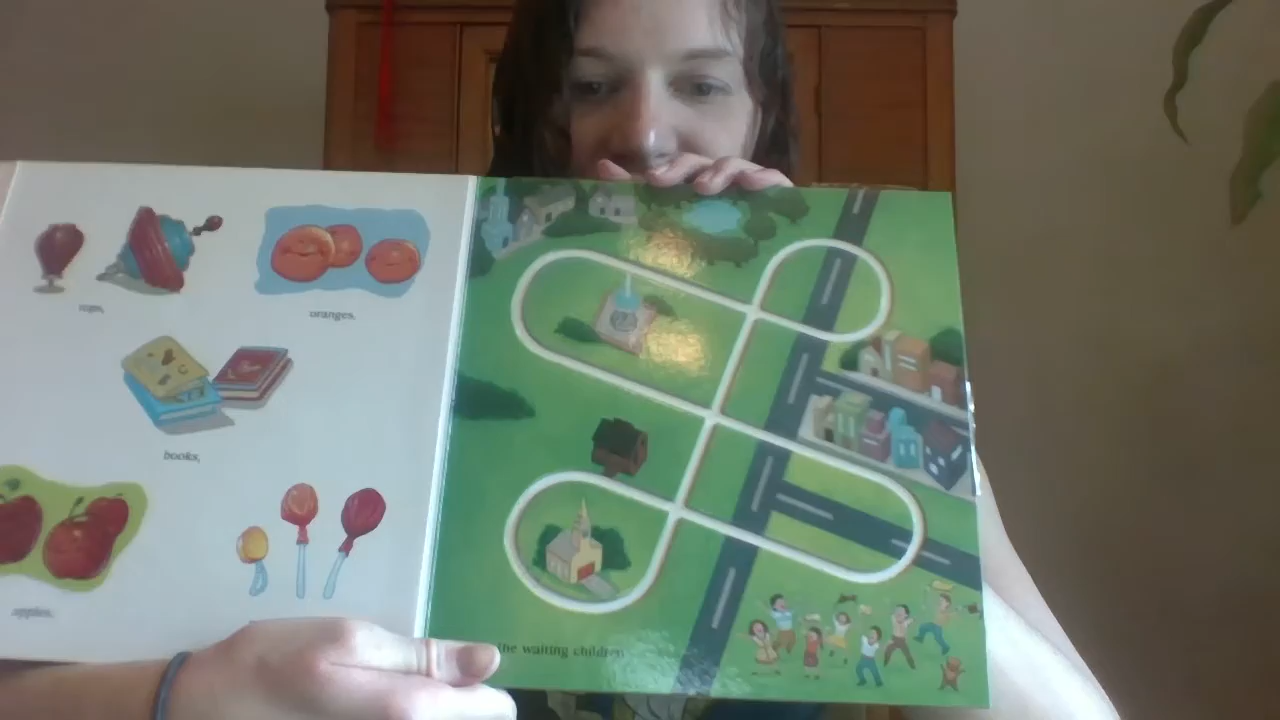 tops,
oranges,
books,
apples,
the waiting children